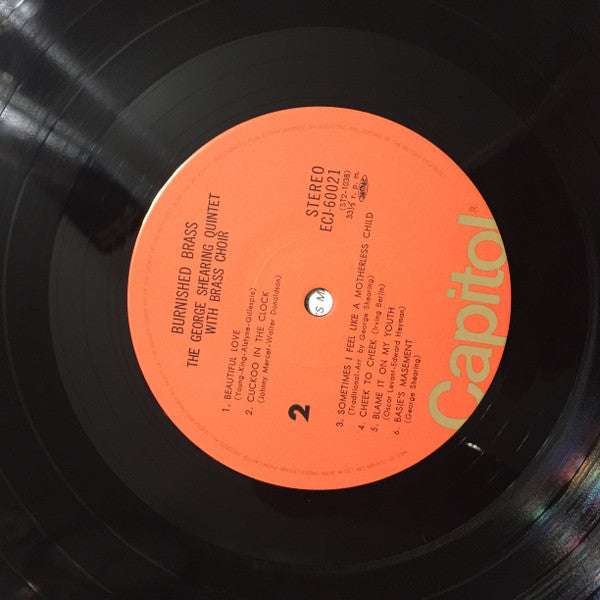 BURNISHED BRASS
THE GEORGE SHEARING QUINTET
WITH BRASS CHOIR
STEREO
ECJ-60021
(ST2-1038)
33⅓ r. p. m.
1. BEAUTIFUL LOVE
(Young-King-Alstyne-Gillespie)
2. CUCKOO IN THE CLOCK
(Johnny Mercer-Walter Donaldson)
2
3. SOMETIMES I FEEL LIKE A MOTHERLESS CHILD
(Traditional-Arr. by George Shearing)
4. CHEEK TO CHEEK (Irving Berlin)
5. BLAME IT ON MY YOUTH
(Oscar Levant-Edward Heyman)
6. BASIE'S MASEMENT
(George Shearing)
Capitol®